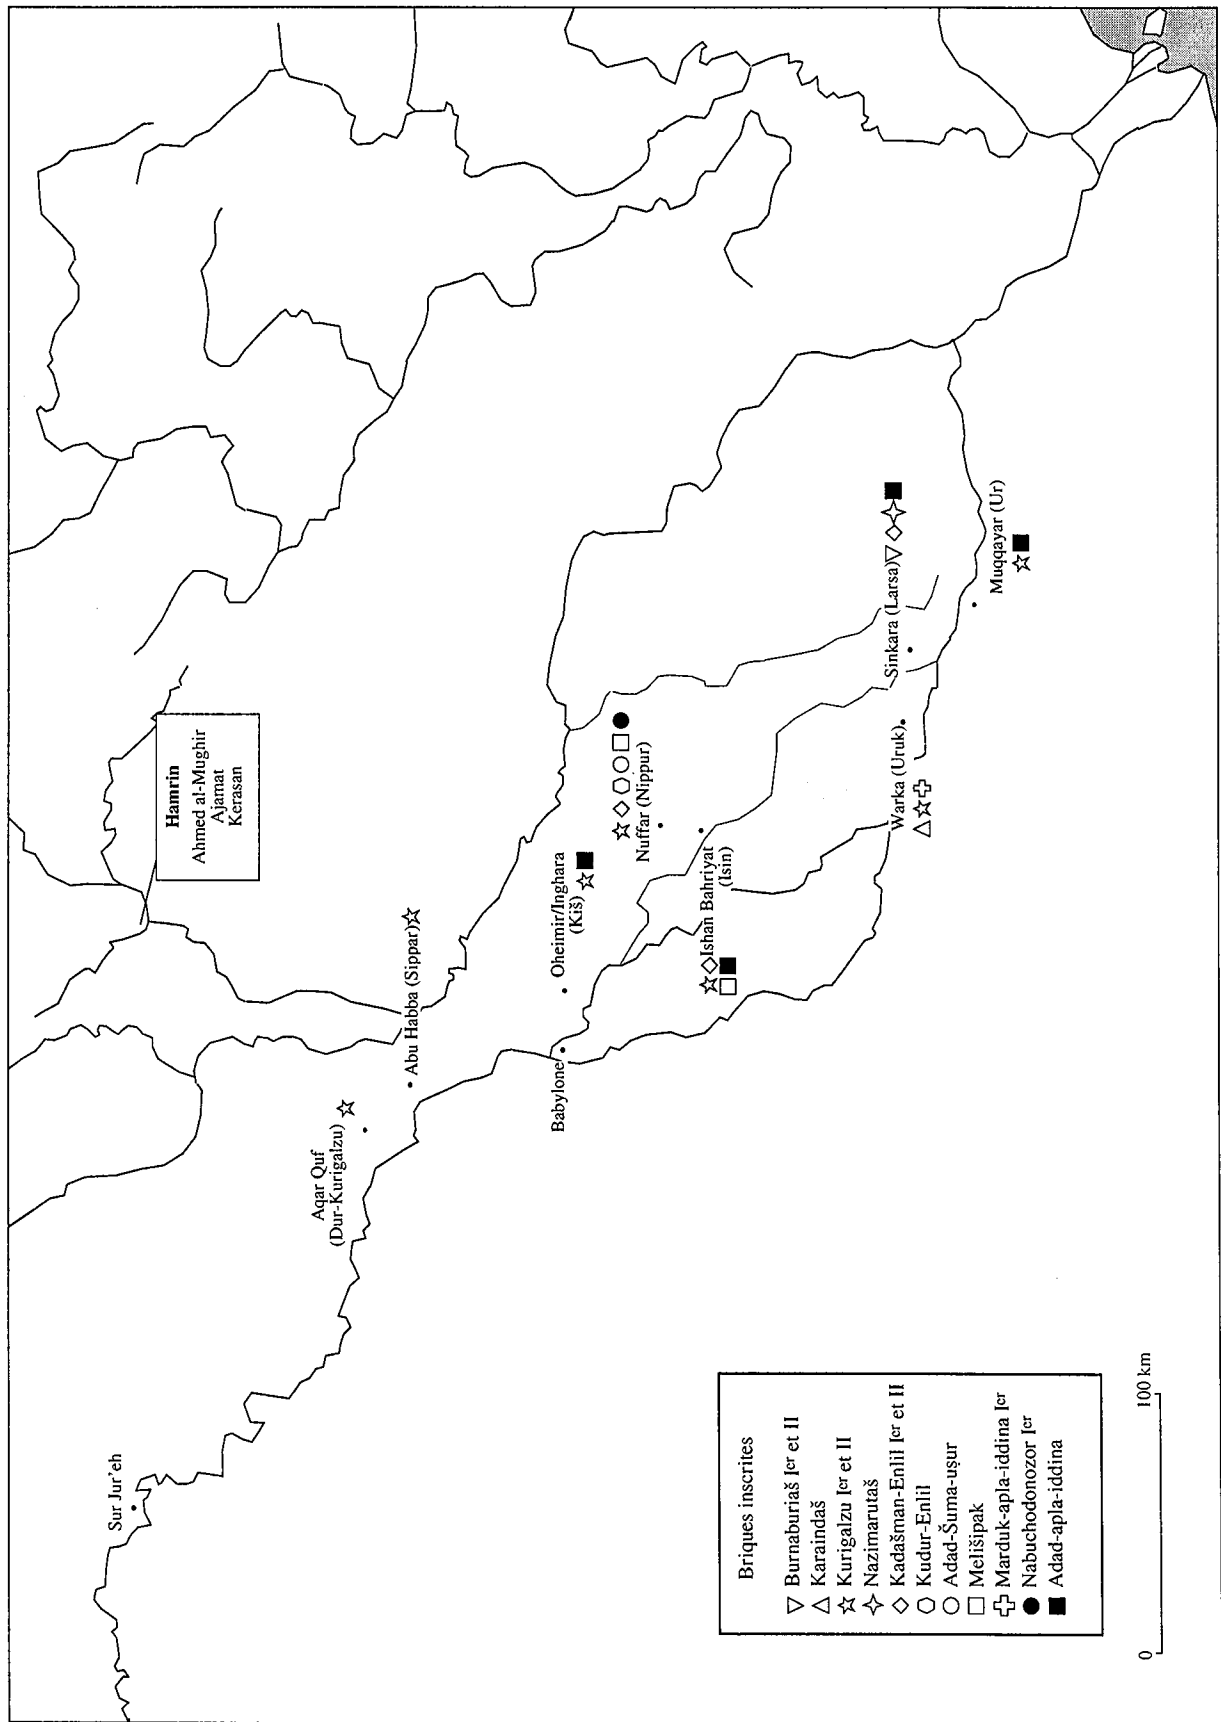 Sur Jur'eh
Aqar Quf
(Dur-Kurigalzu)
Abu Habba (Sippar)
Hamrin
Ahmed al-Mughir
Ajamat
Kerasan
Babylone
Oheimir/Inghara
(Kiš)
Nuffar (Nippur)
Ishan Bahriyat
(Isin)
Warka (Uruk)
Sinkara (Larsa)
Muqqayar (Ur)
Briques inscrites
Burnaburiaš Ier et II
Karaindaš
Kurigalzu Ier et II
Nazimarutaš
Kadašman-Enlil Ier et II
Kudur-Enlil
Adad-Šuma-uṣur
Melišipak
Marduk-apla-iddina Ier
Nabuchodonozor Ier
Adad-apla-iddina
0 100 km